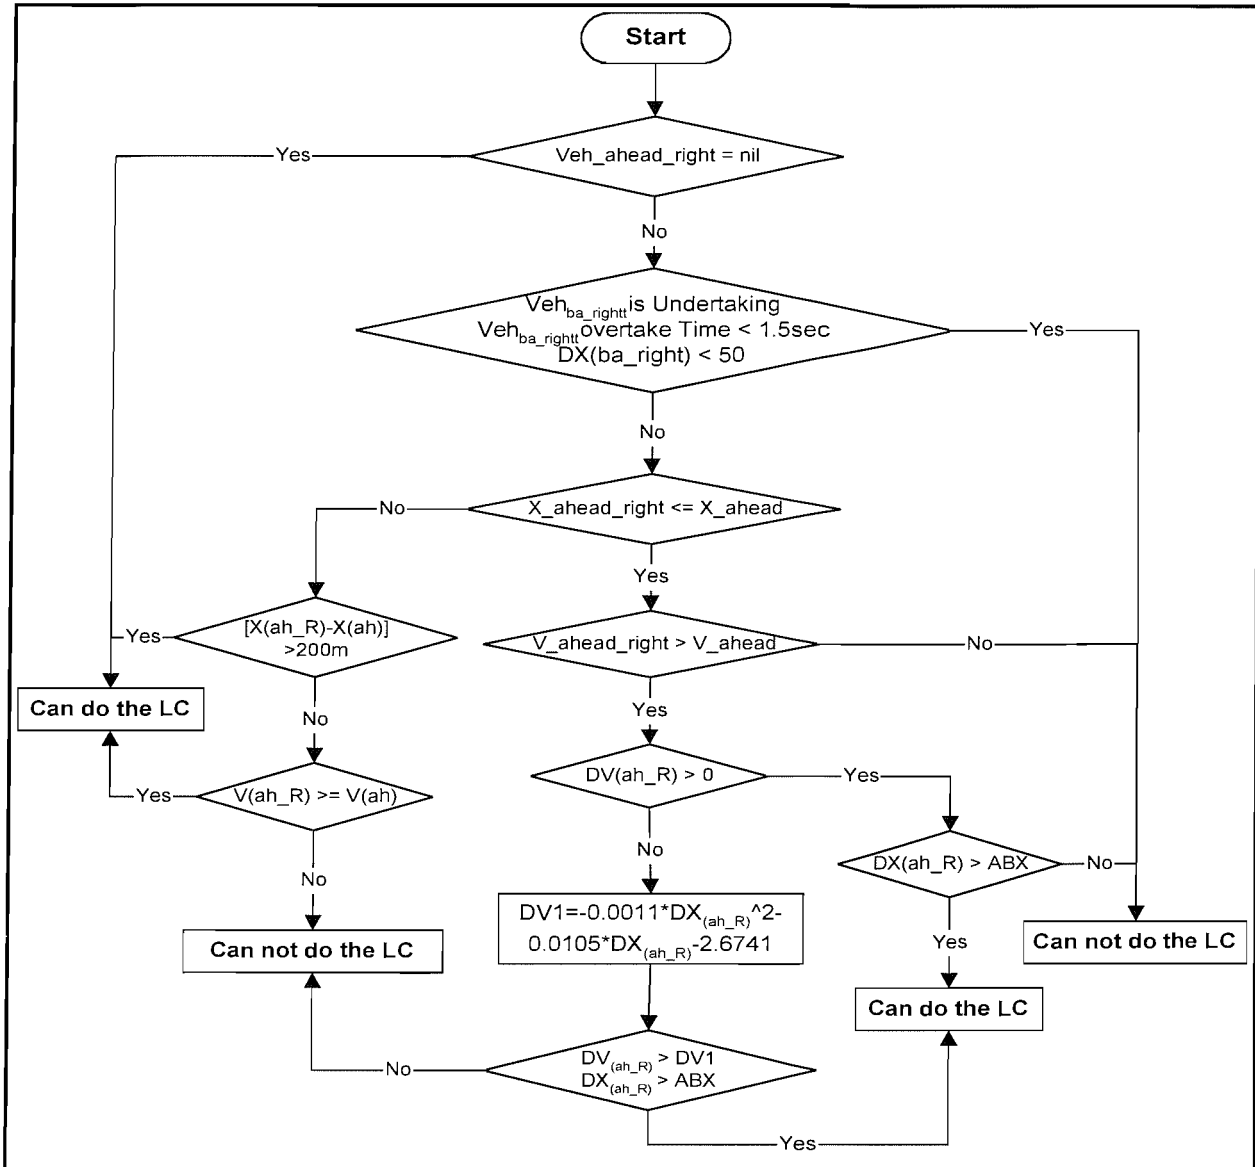 Start
Veh_ahead_right = nil
Yes
No
Veh_ba_rightt is Undertaking
Veh_ba_rightt overtake Time < 1.5sec
DX(ba_right) < 50
Yes
No
X_ahead_right <= X_ahead
No
Yes
[X(ah_R)-X(ah)]
>200m
Yes
V_ahead_right > V_ahead
No
Can do the LC
No
Yes
DV(ah_R) > 0
Yes
V(ah_R) >= V(ah)
Yes
No
No
DX(ah_R) > ABX
No
DV1=-0.0011*DX(ah_R)^2-
0.0105*DX(ah_R)-2.6741
Can not do the LC
Yes
Can not do the LC
Can do the LC
DV(ah_R) > DV1
DX(ah_R) > ABX
No
Yes